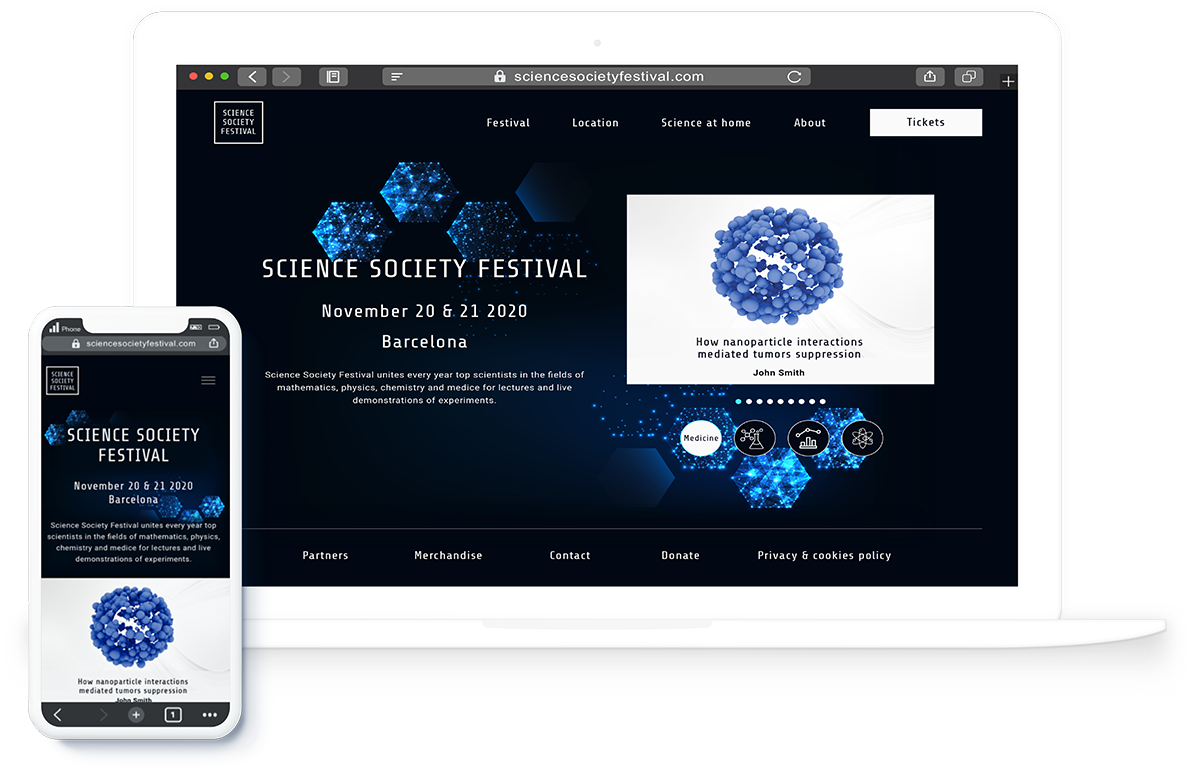 sciencesocietyfestival.com
SCIENCE
SOCIETY
FESTIVAL
Festival
Location
Science at home
About
Tickets
SCIENCE SOCIETY FESTIVAL
November 20 & 21 2020
Barcelona
Science Society Festival unites every year top scientists in the fields of
mathematics, physics, chemistry and medice for lectures and live
demonstrations of experiments.
How nanoparticle interactions
mediated tumors suppression
John Smith
Medicine
Partners
Merchandise
Contact
Donate
Privacy & cookies policy
Phone
sciencesocietyfestival.com
SCIENCE
SOCIETY
FESTIVAL
SCIENCE SOCIETY
FESTIVAL
November 20 & 21 2020
Barcelona
Science Society Festival unites every year top
scientists in the fields of mathematics, physics,
chemistry and medice for lectures and live
demonstrations of experiments.
How nanoparticle interactions
mediated tumors suppression
John Smith
1